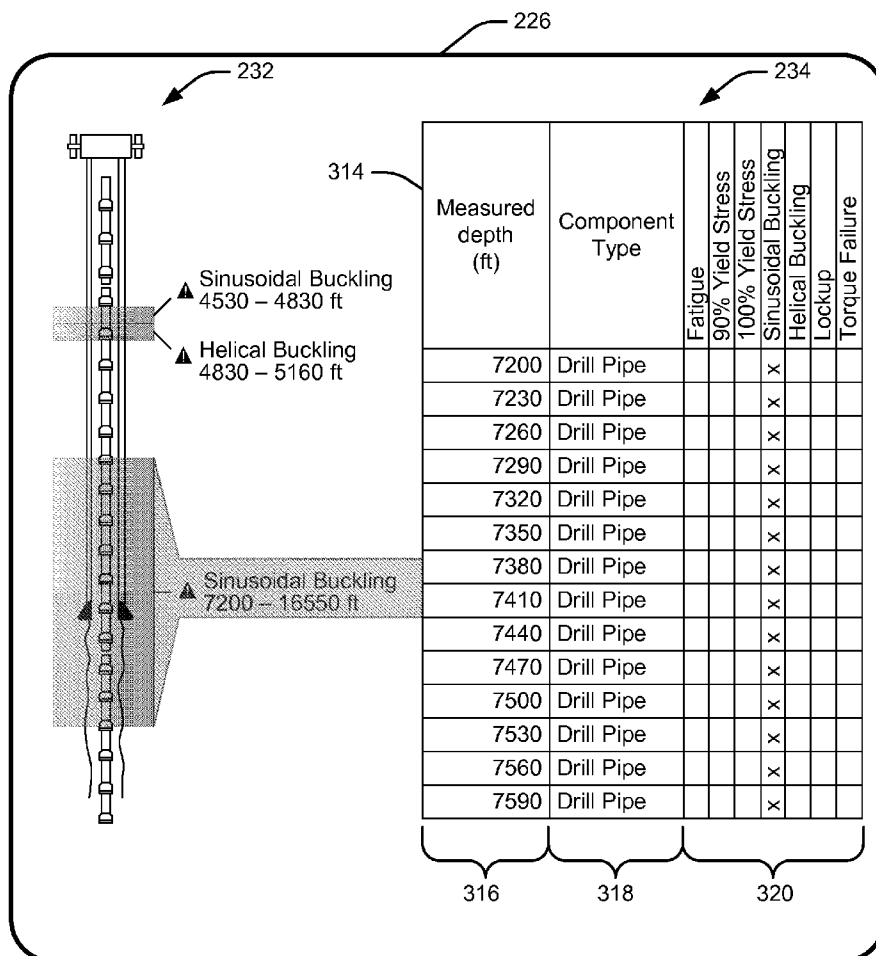 226
232
234
314
Measured
depth
(ft)
Component
Type
Fatigue
90% Yield Stress
100% Yield Stress
Sinusoidal Buckling
Helical Buckling
Lockup
Torque Failure
Sinusoidal Buckling
4530 – 4830 ft
Helical Buckling
4830 – 5160 ft
Sinusoidal Buckling
7200 – 16550 ft
7200 Drill Pipe x
7230 Drill Pipe x
7260 Drill Pipe x
7290 Drill Pipe x
7320 Drill Pipe x
7350 Drill Pipe x
7380 Drill Pipe x
7410 Drill Pipe x
7440 Drill Pipe x
7470 Drill Pipe x
7500 Drill Pipe x
7530 Drill Pipe x
7560 Drill Pipe x
7590 Drill Pipe x
316
318
320